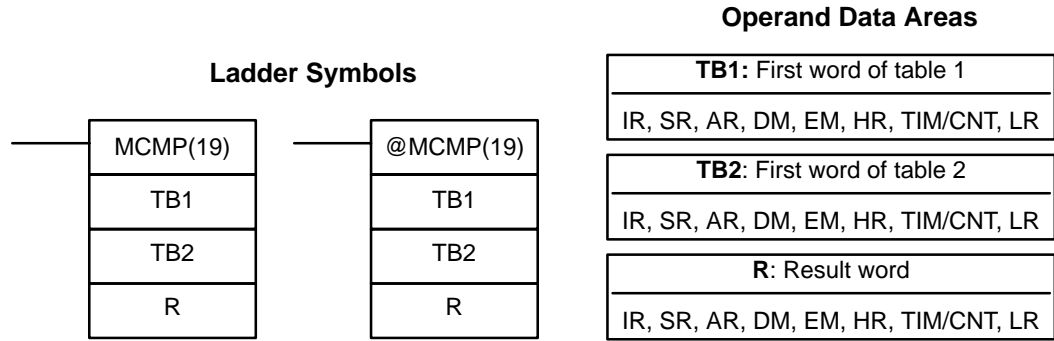 Ladder Symbols
MCMP(19)
TB1
TB2
R
@MCMP(19)
TB1
TB2
R
Operand Data Areas
TB1: First word of table 1
IR, SR, AR, DM, EM, HR, TIM/CNT, LR
TB2: First word of table 2
IR, SR, AR, DM, EM, HR, TIM/CNT, LR
R: Result word
IR, SR, AR, DM, EM, HR, TIM/CNT, LR